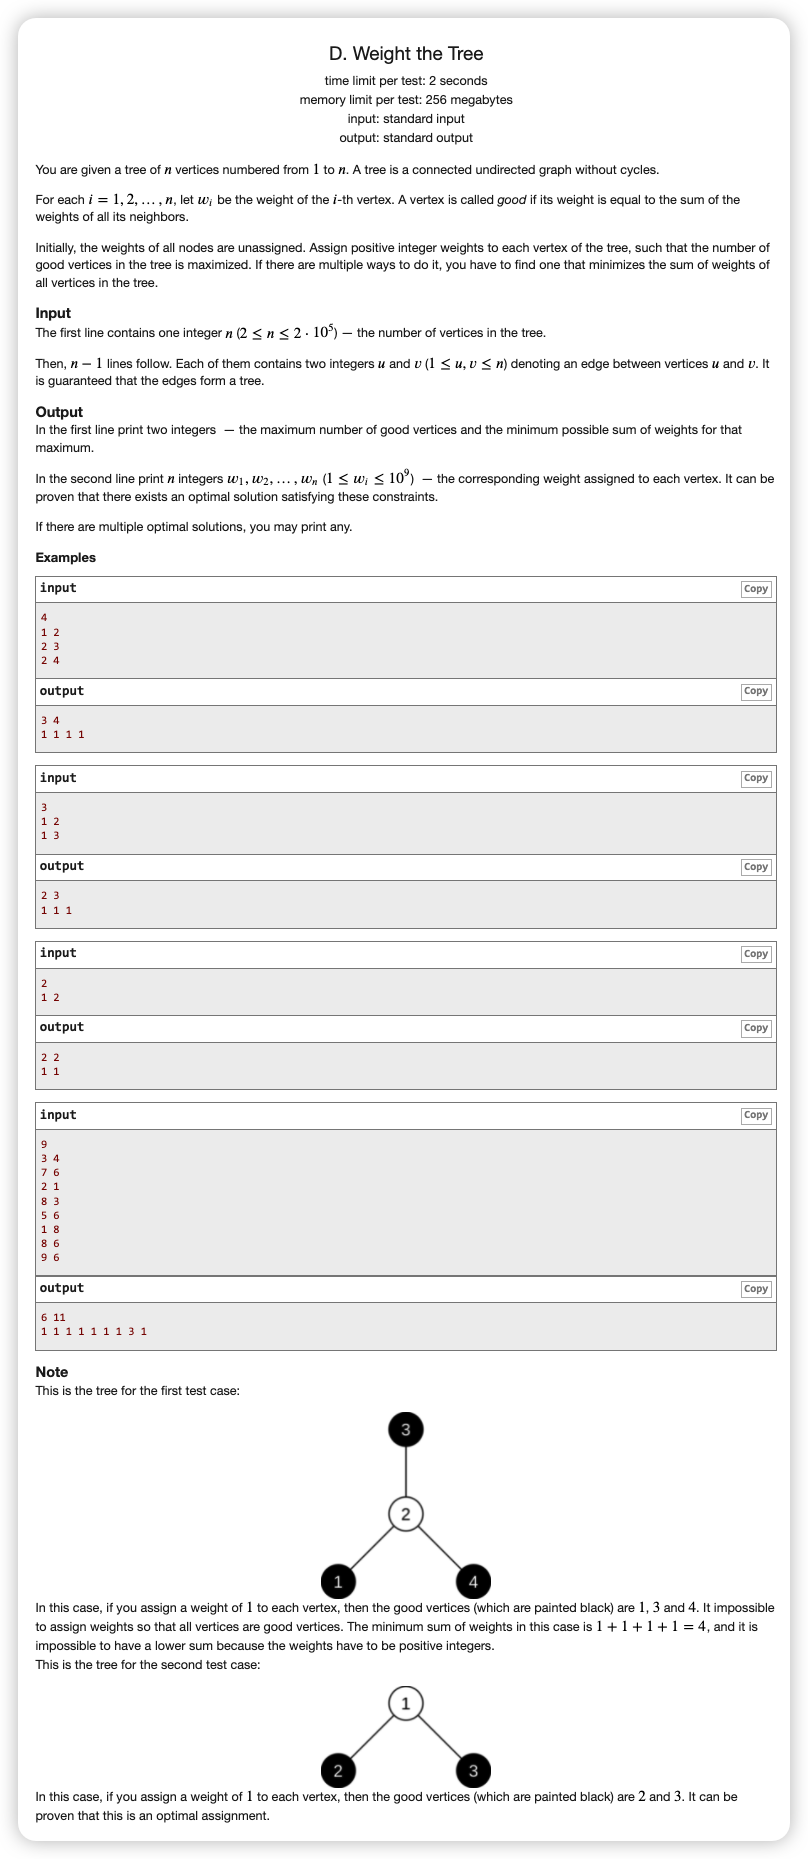 D. Weight the Tree
time limit per test: 2 seconds
memory limit per test: 256 megabytes
input: standard input
output: standard output
You are given a tree of n vertices numbered from 1 to n. A tree is a connected undirected graph without cycles.
For each i = 1, 2, … , n, let wᵢ be the weight of the i-th vertex. A vertex is called good if its weight is equal to the sum of the
weights of all its neighbors.
Initially, the weights of all nodes are unassigned. Assign positive integer weights to each vertex of the tree, such that the number of
good vertices in the tree is maximized. If there are multiple ways to do it, you have to find one that minimizes the sum of weights of
all vertices in the tree.
Input
The first line contains one integer n (2 ≤ n ≤ 2 · 10⁵) — the number of vertices in the tree.
Then, n − 1 lines follow. Each of them contains two integers u and v (1 ≤ u, v ≤ n) denoting an edge between vertices u and v. It
is guaranteed that the edges form a tree.
Output
In the first line print two integers — the maximum number of good vertices and the minimum possible sum of weights for that
maximum.
In the second line print n integers w₁, w₂, … , wₙ (1 ≤ wᵢ ≤ 10⁹) — the corresponding weight assigned to each vertex. It can be
proven that there exists an optimal solution satisfying these constraints.
If there are multiple optimal solutions, you may print any.
Examples
input Copy
4
1 2
2 3
2 4
output Copy
3 4
1 1 1 1
input Copy
3
1 2
1 3
output Copy
2 3
1 1 1
input Copy
2
1 2
output Copy
2 2
1 1
input Copy
9
3 4
7 6
2 1
8 3
5 6
1 8
8 6
9 6
output Copy
6 11
1 1 1 1 1 1 1 3 1
Note
This is the tree for the first test case:
3
2
1 4
In this case, if you assign a weight of 1 to each vertex, then the good vertices (which are painted black) are 1, 3 and 4. It impossible
to assign weights so that all vertices are good vertices. The minimum sum of weights in this case is 1 + 1 + 1 + 1 = 4, and it is
impossible to have a lower sum because the weights have to be positive integers.
This is the tree for the second test case:
1
2 3
In this case, if you assign a weight of 1 to each vertex, then the good vertices (which are painted black) are 2 and 3. It can be
proven that this is an optimal assignment.